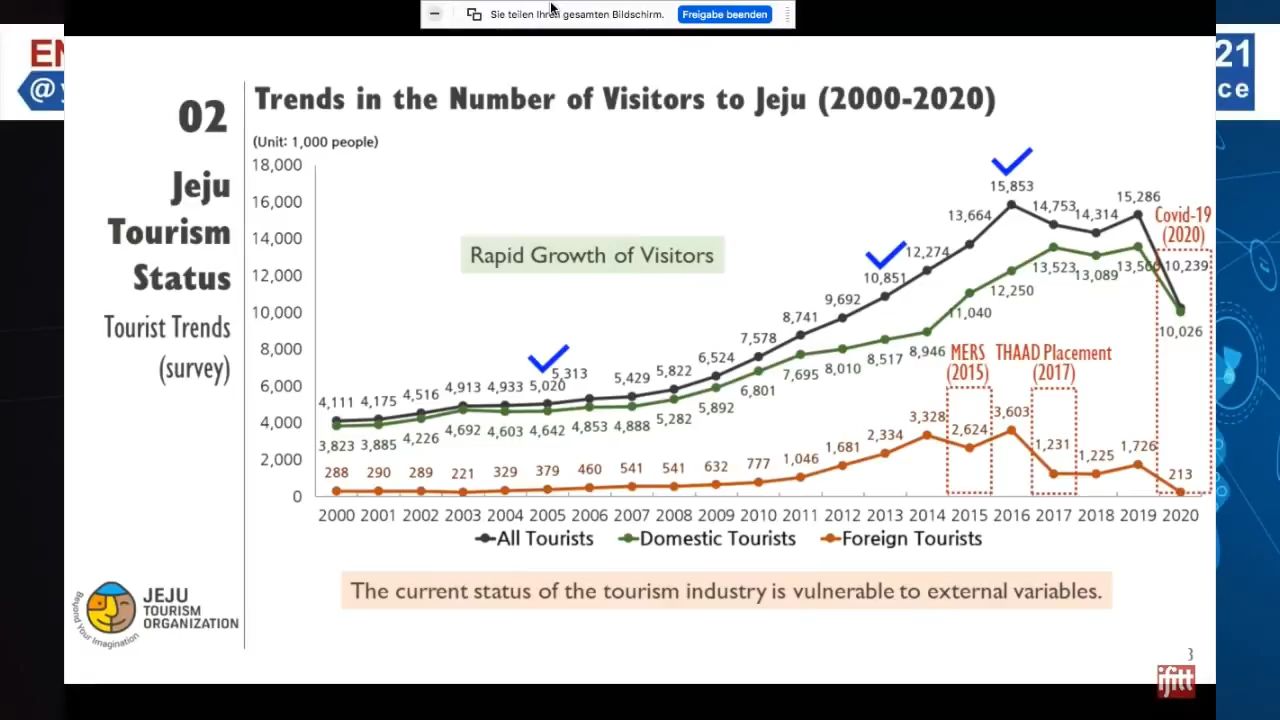 Sie teilen Ihren gesamten Bildschirm.
Freigabe beenden
EN
21
@
ce
02
Jeju
Tourism
Status
Tourist Trends
(survey)
Trends in the Number of Visitors to Jeju (2000-2020)
(Unit: 1,000 people)
18,000
16,000
14,000
12,000
10,000
8,000
6,000
4,000
2,000
0
Rapid Growth of Visitors
4,111 4,175 4,516 4,913 4,933 5,020 5,313 5,429 5,822 6,524 7,578 8,741 9,692 10,851 12,274 13,664 15,853 14,753 14,314 15,286 10,239
3,823 3,885 4,226 4,692 4,603 4,642 4,853 4,888 5,282 5,892 6,801 7,695 8,010 8,517 8,946 11,040 12,250 13,523 13,089 10,026
288 290 289 221 329 379 460 541 541 632 777 1,046 1,681 2,334 3,328 2,624 3,603 1,231 1,225 1,726 213
MERS
(2015)
THAAD Placement
(2017)
Covid-19
(2020)
2000 2001 2002 2003 2004 2005 2006 2007 2008 2009 2010 2011 2012 2013 2014 2015 2016 2017 2018 2019 2020
All Tourists Domestic Tourists Foreign Tourists
The current status of the tourism industry is vulnerable to external variables.
Beyond Your Imagination
JEJU
TOURISM
ORGANIZATION
3
ifitt